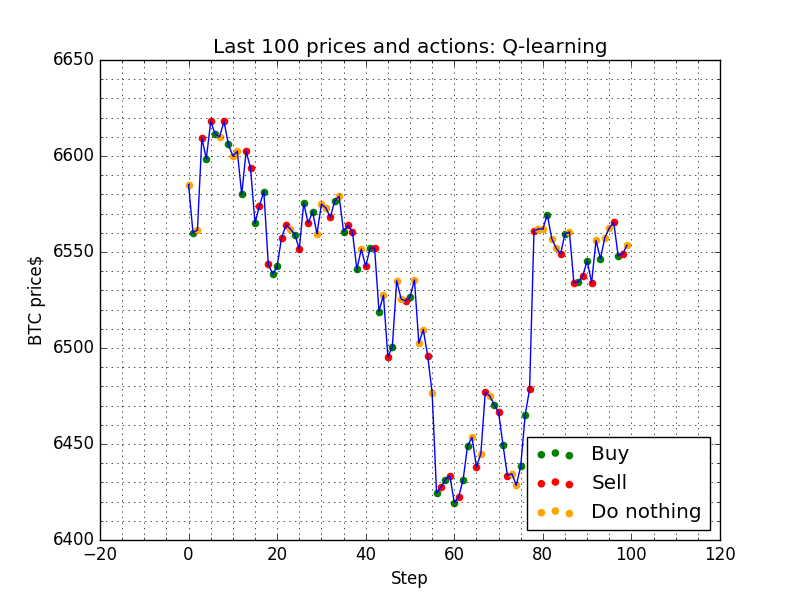 Last 100 prices and actions: Q-learning
6650
6600
6550
6500
6450
6400
BTC price$
Buy
Sell
Do nothing
−20
0
20
40
60
80
100
120
Step